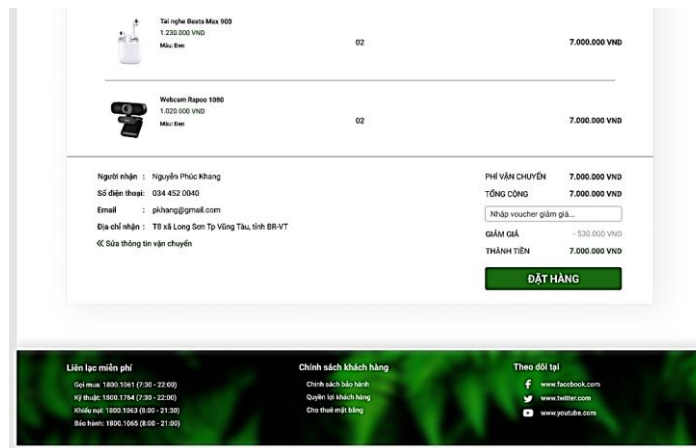 Tai nghe Beats Max 900
1.230.000 VND
Màu: Đen
02
7.000.000 VND
Webcam Rapoo 1080
1.020.000 VND
Màu: Đen
02
7.000.000 VND
Người nhận : Nguyễn Phúc Khang
Số điện thoại: 034 452 0040
Email : pkhang@gmail.com
Địa chỉ nhận : T8 xã Long Sơn Tp Vũng Tàu, tỉnh BR-VT
≪ Sửa thông tin vận chuyển
PHÍ VẬN CHUYỂN 7.000.000 VND
TỔNG CỘNG 7.000.000 VND
Nhập voucher giảm giá...
GIẢM GIÁ - 530.000 VND
THÀNH TIỀN 7.000.000 VND
ĐẶT HÀNG
Liên lạc miễn phí
Gọi mua: 1800.1061 (7:30 - 22:00)
Kỹ thuật: 1800.1764 (7:30 - 22:00)
Khiếu nại: 1800.1063 (8:00 - 21:30)
Bảo hành: 1800.1065 (8:00 - 21:00)
Chính sách khách hàng
Chính sách bảo hành
Quyền lợi khách hàng
Cho thuê mặt bằng
Theo dõi tại
www.facebook.com
www.twitter.com
www.youtube.com